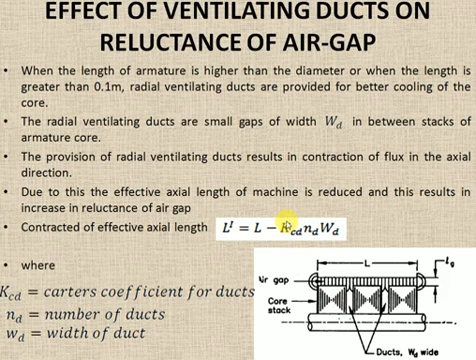 EFFECT OF VENTILATING DUCTS ON
RELUCTANCE OF AIR-GAP
• When the length of armature is higher than the diameter or when the length is
greater than 0.1m, radial ventilating ducts are provided for better cooling of the
core.
• The radial ventilating ducts are small gaps of width W_d in between stacks of
armature core.
• The provision of radial ventilating ducts results in contraction of flux in the axial
direction.
• Due to this the effective axial length of machine is reduced and this results in
increase in reluctance of air gap
• Contracted of effective axial length L^I = L − K_cd n_d W_d
• where
K_cd = carters coefficient for ducts
n_d = number of ducts
w_d = width of duct
L
l_g
Air gap
Core
stack
Ducts, W_d wide